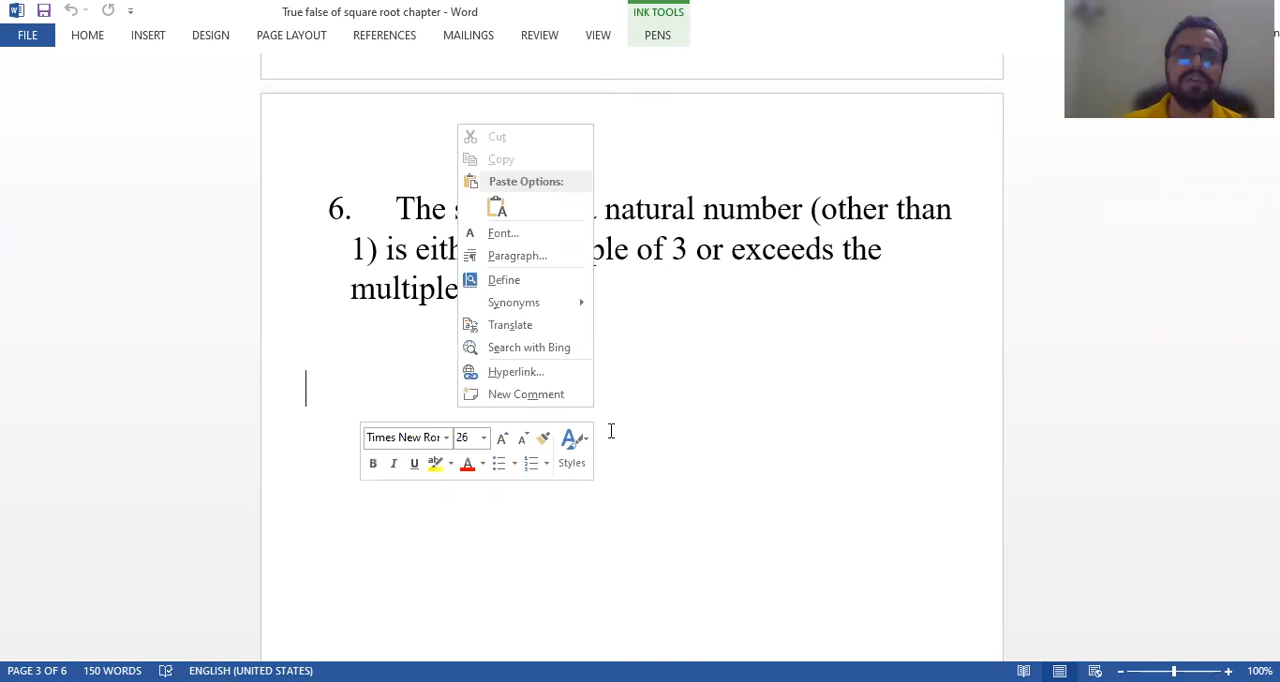 True false of square root chapter - Word
INK TOOLS
FILE HOME INSERT DESIGN PAGE LAYOUT REFERENCES MAILINGS REVIEW VIEW PENS
Cut
Copy
Paste Options:
A
Font...
Paragraph...
Define
Synonyms
Translate
Search with Bing
Hyperlink...
New Comment
6. The natural number (other than
1) is of 3 or exceeds the
multiple
Times New Ror 26
B I U Styles
PAGE 3 OF 6 150 WORDS ENGLISH (UNITED STATES) 100%